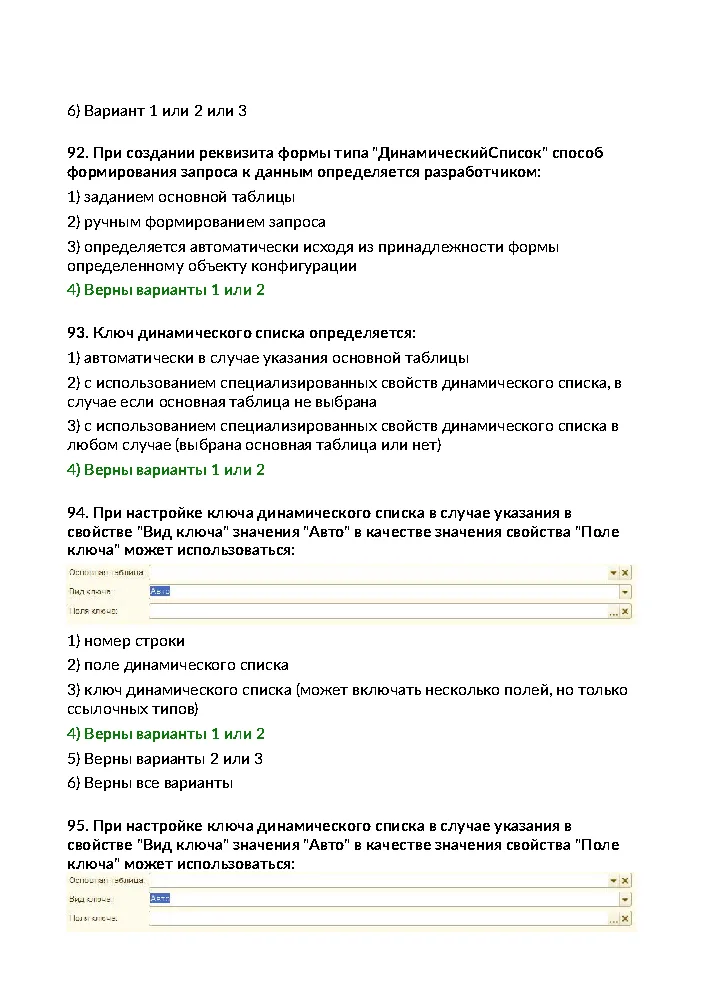 6) Вариант 1 или 2 или 3
92. При создании реквизита формы типа "ДинамическийСписок" способ
формирования запроса к данным определяется разработчиком:
1) заданием основной таблицы
2) ручным формированием запроса
3) определяется автоматически исходя из принадлежности формы
определенному объекту конфигурации
4) Верны варианты 1 или 2
93. Ключ динамического списка определяется:
1) автоматически в случае указания основной таблицы
2) с использованием специализированных свойств динамического списка, в
случае если основная таблица не выбрана
3) с использованием специализированных свойств динамического списка в
любом случае (выбрана основная таблица или нет)
4) Верны варианты 1 или 2
94. При настройке ключа динамического списка в случае указания в
свойстве "Вид ключа" значения "Авто" в качестве значения свойства "Поле
ключа" может использоваться:
Основная таблица:
Вид ключа: Авто
Поля ключа:
1) номер строки
2) поле динамического списка
3) ключ динамического списка (может включать несколько полей, но только
ссылочных типов)
4) Верны варианты 1 или 2
5) Верны варианты 2 или 3
6) Верны все варианты
95. При настройке ключа динамического списка в случае указания в
свойстве "Вид ключа" значения "Авто" в качестве значения свойства "Поле
ключа" может использоваться:
Основная таблица:
Вид ключа: Авто
Поля ключа: